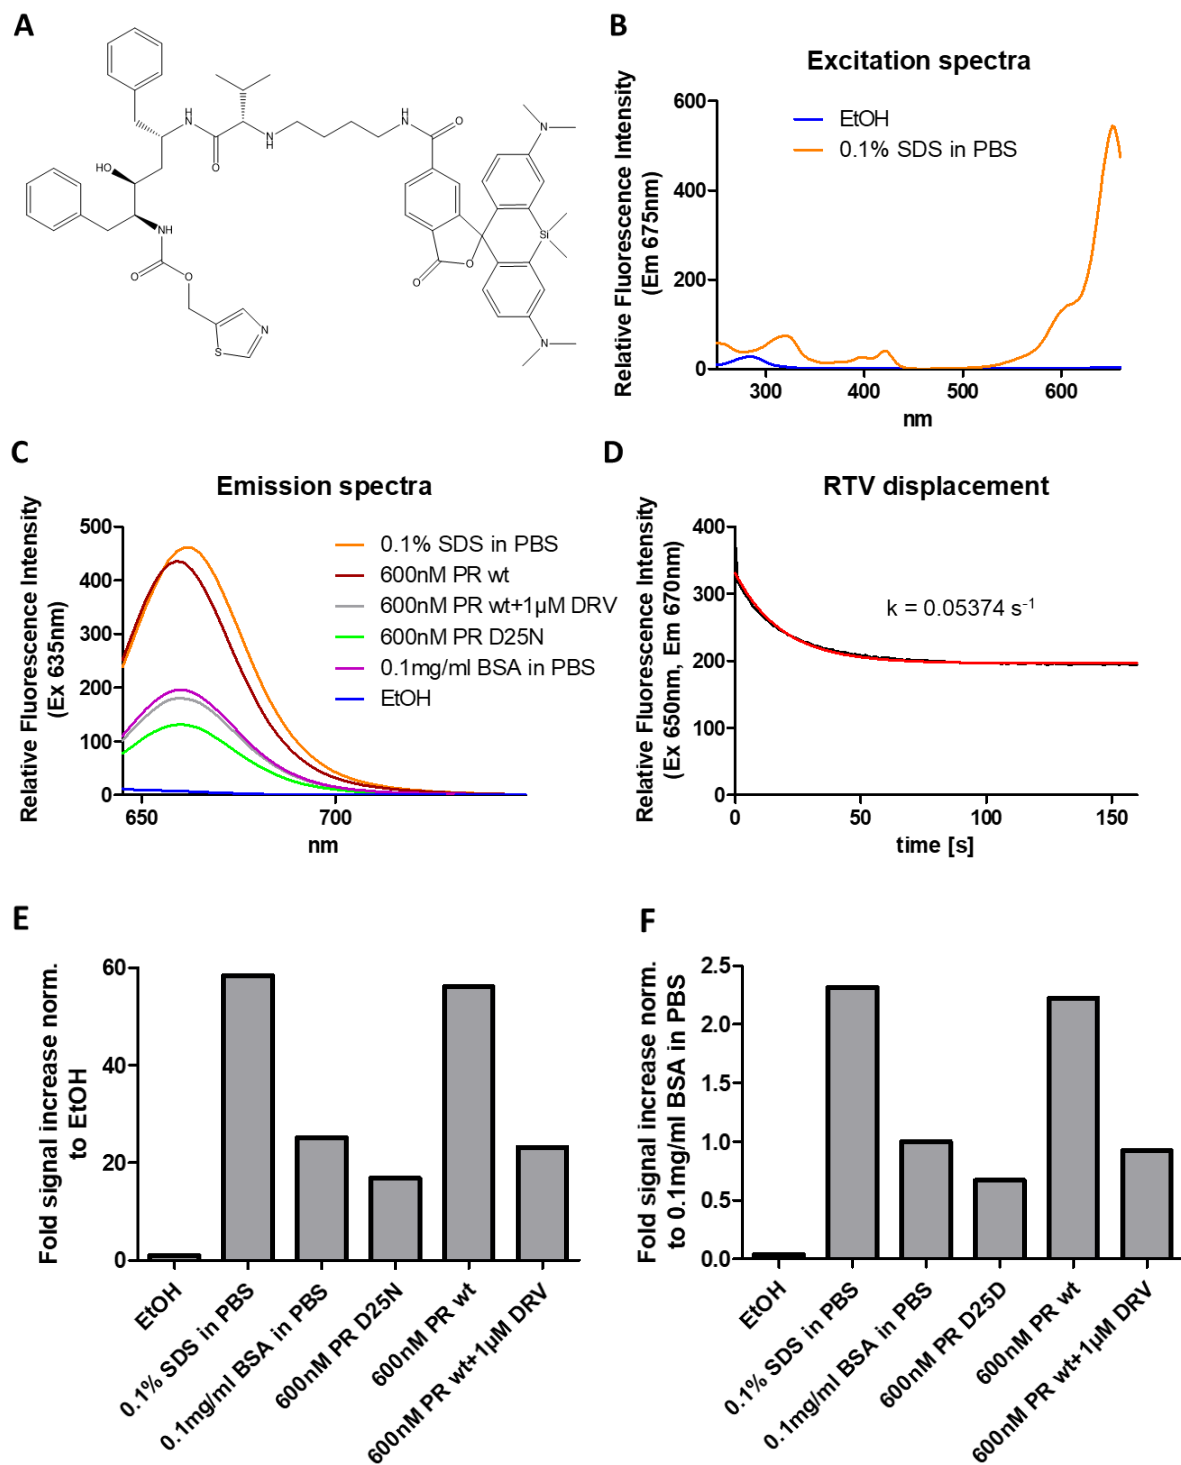 A
HO
NH
O
O
S
N
H
N
O
N
H
H
N
O
O
O
Si
N
N
B
Excitation spectra
Relative Fluorescence Intensity
(Em 675nm)
600
400
200
0
EtOH
0.1% SDS in PBS
300
400
500
600
nm
C
Emission spectra
Relative Fluorescence Intensity
(Ex 635nm)
500
400
300
200
100
0
0.1% SDS in PBS
600nM PR wt
600nM PR wt+1µM DRV
600nM PR D25N
0.1mg/ml BSA in PBS
EtOH
650
700
nm
D
RTV displacement
Relative Fluorescence Intensity
(Ex 650nm, Em 670nm)
400
300
200
100
0
k = 0.05374 s-1
0
50
100
150
time [s]
E
Fold signal increase norm.
to EtOH
60
40
20
0
EtOH
0.1% SDS in PBS
0.1mg/ml BSA in PBS
600nM PR D25N
600nM PR wt
600nM PR wt+1µM DRV
F
Fold signal increase norm.
to 0.1mg/ml BSA in PBS
2.5
2.0
1.5
1.0
0.5
0.0
EtOH
0.1% SDS in PBS
0.1mg/ml BSA in PBS
600nM PR D25D
600nM PR wt
600nM PR wt+1µM DRV